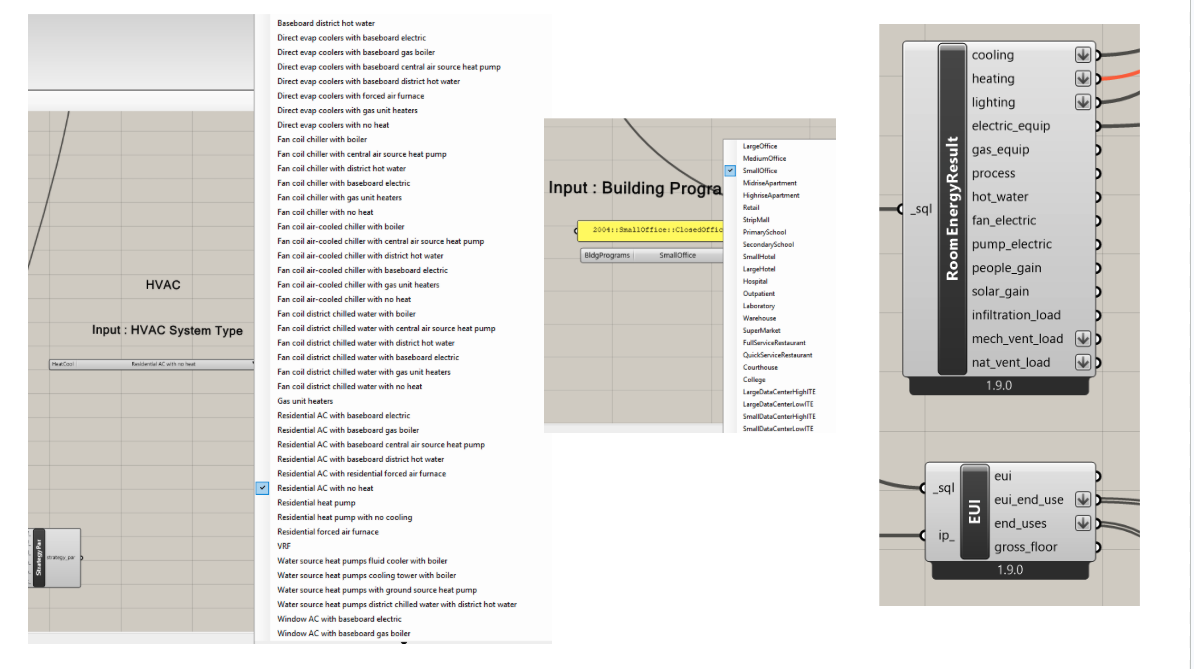 HVAC
Input : HVAC System Type
HeatCool :
Residential AC with no heat
StrategyPar
strategy_par
Baseboard district hot water
Direct evap coolers with baseboard electric
Direct evap coolers with baseboard gas boiler
Direct evap coolers with baseboard central air source heat pump
Direct evap coolers with baseboard district hot water
Direct evap coolers with forced air furnace
Direct evap coolers with gas unit heaters
Direct evap coolers with no heat
Fan coil chiller with boiler
Fan coil chiller with central air source heat pump
Fan coil chiller with district hot water
Fan coil chiller with baseboard electric
Fan coil chiller with gas unit heaters
Fan coil chiller with no heat
Fan coil air-cooled chiller with boiler
Fan coil air-cooled chiller with central air source heat pump
Fan coil air-cooled chiller with district hot water
Fan coil air-cooled chiller with baseboard electric
Fan coil air-cooled chiller with gas unit heaters
Fan coil air-cooled chiller with no heat
Fan coil district chilled water with boiler
Fan coil district chilled water with central air source heat pump
Fan coil district chilled water with district hot water
Fan coil district chilled water with baseboard electric
Fan coil district chilled water with gas unit heaters
Fan coil district chilled water with no heat
Gas unit heaters
Residential AC with baseboard electric
Residential AC with baseboard gas boiler
Residential AC with baseboard central air source heat pump
Residential AC with baseboard district hot water
Residential AC with residential forced air furnace
Residential AC with no heat
Residential heat pump
Residential heat pump with no cooling
Residential forced air furnace
VRF
Water source heat pumps fluid cooler with boiler
Water source heat pumps cooling tower with boiler
Water source heat pumps with ground source heat pump
Water source heat pumps district chilled water with district hot water
Window AC with baseboard electric
Window AC with baseboard gas boiler
Input : Building Progra
2004::SmallOffice::ClosedOffic
BldgPrograms
SmallOffice
LargeOffice
MediumOffice
SmallOffice
MidriseApartment
HighriseApartment
Retail
StripMall
PrimarySchool
SecondarySchool
SmallHotel
LargeHotel
Hospital
Outpatient
Laboratory
Warehouse
SuperMarket
FullServiceRestaurant
QuickServiceRestaurant
Courthouse
College
LargeDataCenterHighITE
LargeDataCenterLowITE
SmallDataCenterHighITE
SmallDataCenterLowITE
_sql
Room EnergyResult
cooling
heating
lighting
electric_equip
gas_equip
process
hot_water
fan_electric
pump_electric
people_gain
solar_gain
infiltration_load
mech_vent_load
nat_vent_load
1.9.0
_sql
ip_
EUI
eui
eui_end_use
end_uses
gross_floor
1.9.0